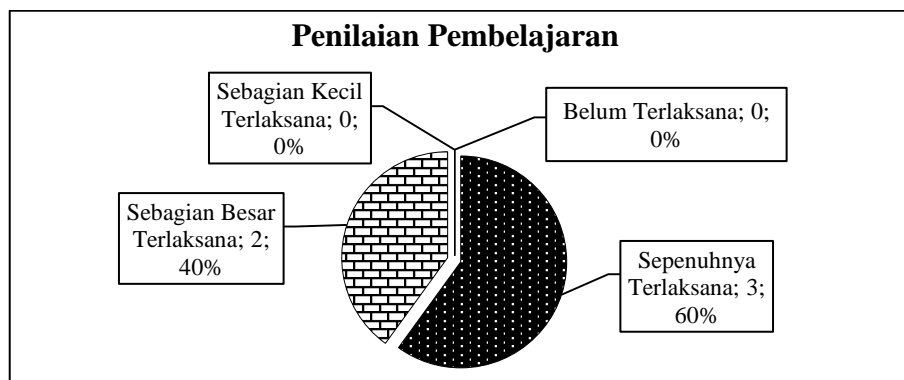 Penilaian Pembelajaran
Sebagian Kecil
Terlaksana; 0;
0%
Belum Terlaksana; 0;
0%
Sebagian Besar
Terlaksana; 2;
40%
Sepenuhnya
Terlaksana; 3;
60%